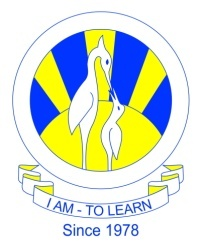 I AM - TO LEARN
Since 1978